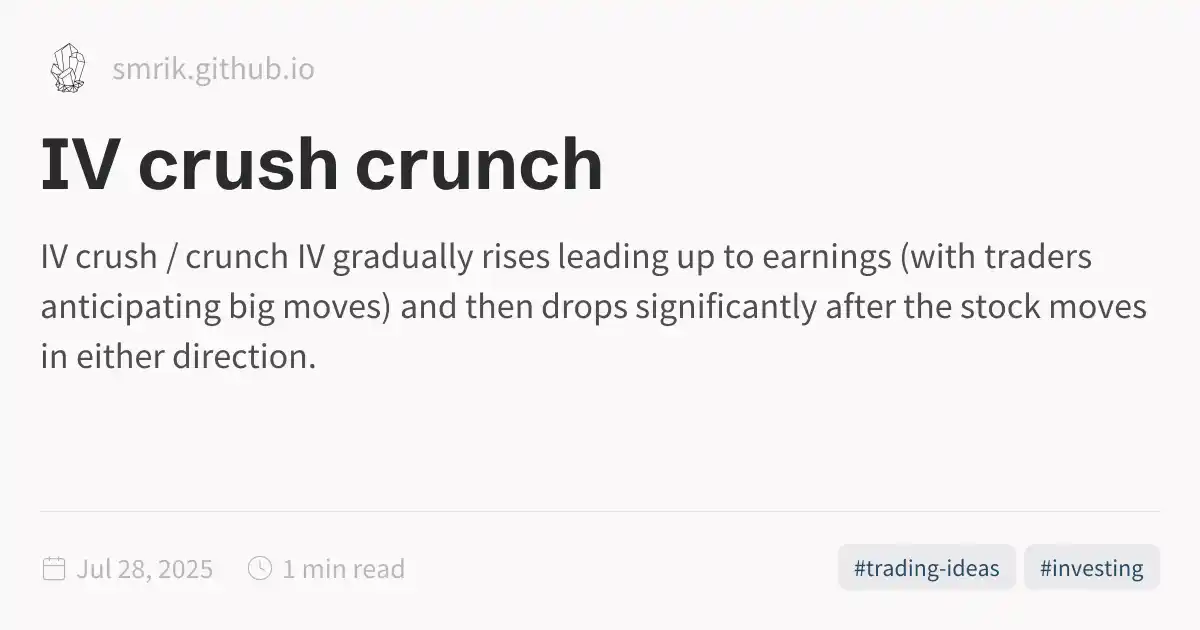 smrik.github.io
IV crush crunch
IV crush / crunch IV gradually rises leading up to earnings (with traders
anticipating big moves) and then drops significantly after the stock moves
in either direction.
Jul 28, 2025 1 min read #trading-ideas #investing